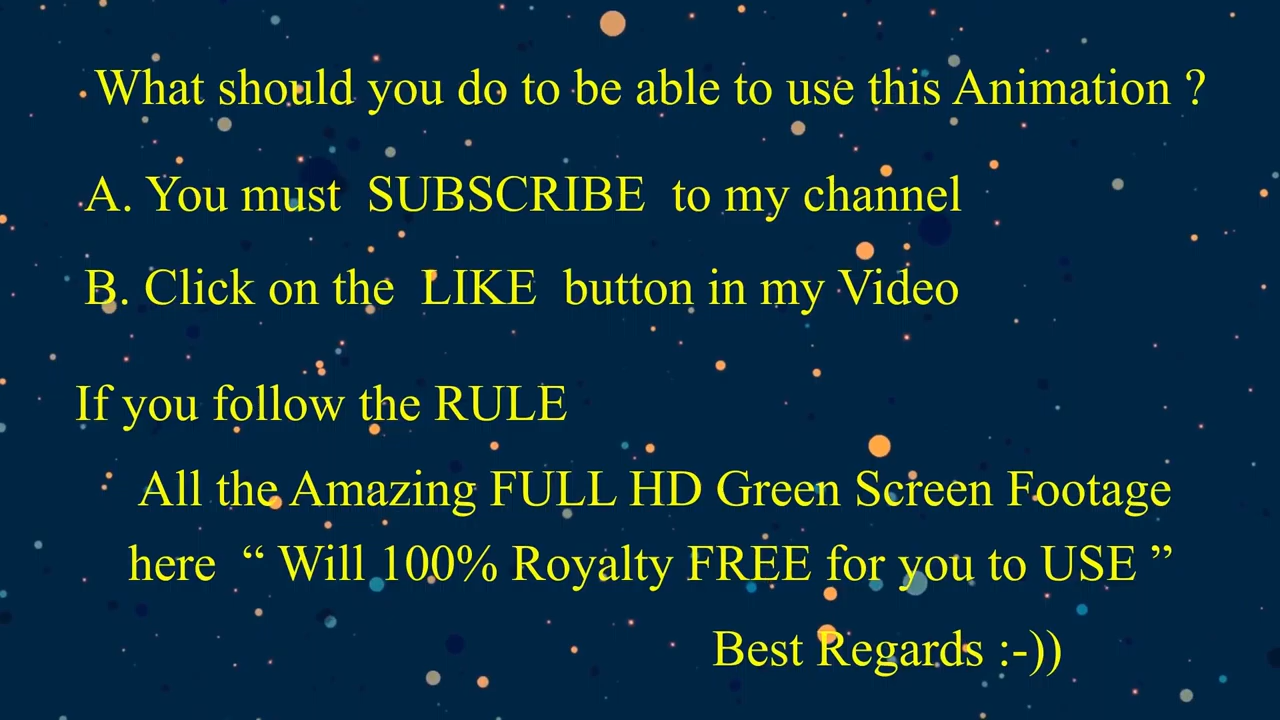 What should you do to be able to use this Animation ?
A. You must SUBSCRIBE to my channel
B. Click on the LIKE button in my Video
If you follow the RULE
All the Amazing FULL HD Green Screen Footage
here “ Will 100% Royalty FREE for you to USE ”
Best Regards :-))